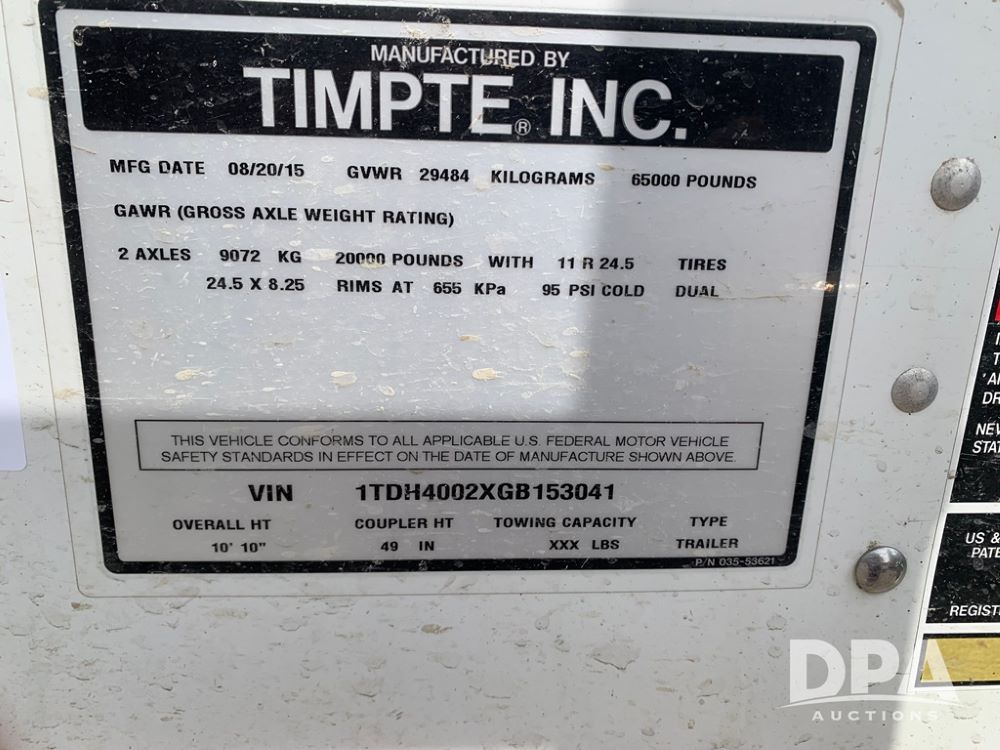 MANUFACTURED BY
TIMPTE® INC.
MFG DATE 08/20/15 GVWR 29484 KILOGRAMS 65000 POUNDS
GAWR (GROSS AXLE WEIGHT RATING)
2 AXLES 9072 KG 20000 POUNDS WITH 11 R 24.5 TIRES
24.5 X 8.25 RIMS AT 655 KPa 95 PSI COLD DUAL
THIS VEHICLE CONFORMS TO ALL APPLICABLE U.S. FEDERAL MOTOR VEHICLE
SAFETY STANDARDS IN EFFECT ON THE DATE OF MANUFACTURE SHOWN ABOVE.
VIN 1TDH4002XGB153041
OVERALL HT COUPLER HT TOWING CAPACITY TYPE
10' 10" 49 IN XXX LBS TRAILER
P/N 035-53621
US &
DPA
AUCTIONS